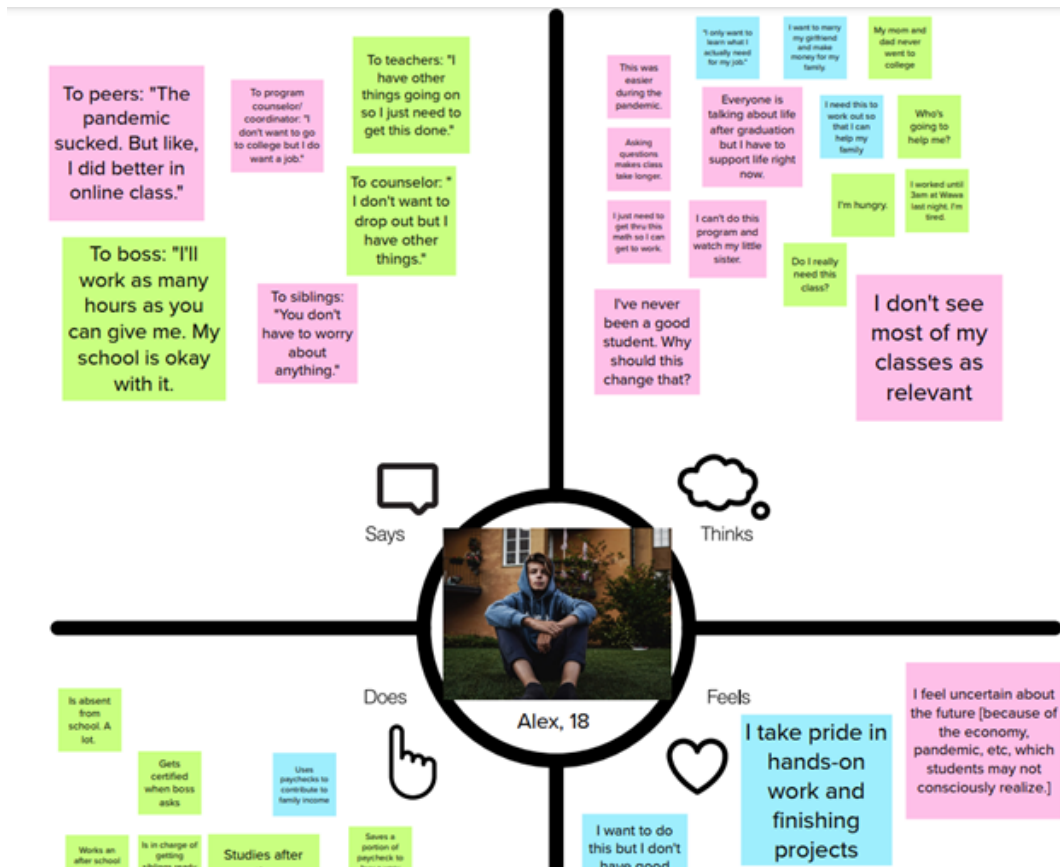 To peers: "The
pandemic
sucked. But like,
I did better in
online class."
To program
counselor/
coordinator: "I
don't want to go
to college but I do
want a job."
To teachers: "I
have other
things going on
so I just need to
get this done."
To counselor: "
I don't want to
drop out but I
have other
things."
To boss: "I'll
work as many
hours as you
can give me. My
school is okay
with it.
To siblings:
"You don't
have to worry
about
anything."
Says
"I only want to
learn what I
actually need
for my job."
I want to marry
my girlfriend
and make
money for my
family.
My mom and
dad never
went to
college
This was
easier
during the
pandemic.
Everyone is
talking about life
after graduation
but I have to
support life right
now.
I need this to
work out so
that I can
help my
family
Who's
going to
help me?
Asking
questions
makes class
take longer.
I'm hungry.
I worked until
3am at Wawa
last night. I'm
tired.
I just need to
get thru this
math so I can
get to work.
I can't do this
program and
watch my little
sister.
Do I really
need this
class?
I've never
been a good
student. Why
should this
change that?
I don't see
most of my
classes as
relevant
Thinks
Alex, 18
Does
Is absent
from
school. A
lot.
Gets
certified
when boss
asks
Uses
paychecks to
contribute to
family income
Works an
after school
Is in charge of
getting
Studies after
Saves a
portion of
paycheck to
Feels
I take pride in
hands-on
work and
finishing
projects
I feel uncertain about
the future [because of
the economy,
pandemic, etc, which
students may not
consciously realize.]
I want to do
this but I don't
have good